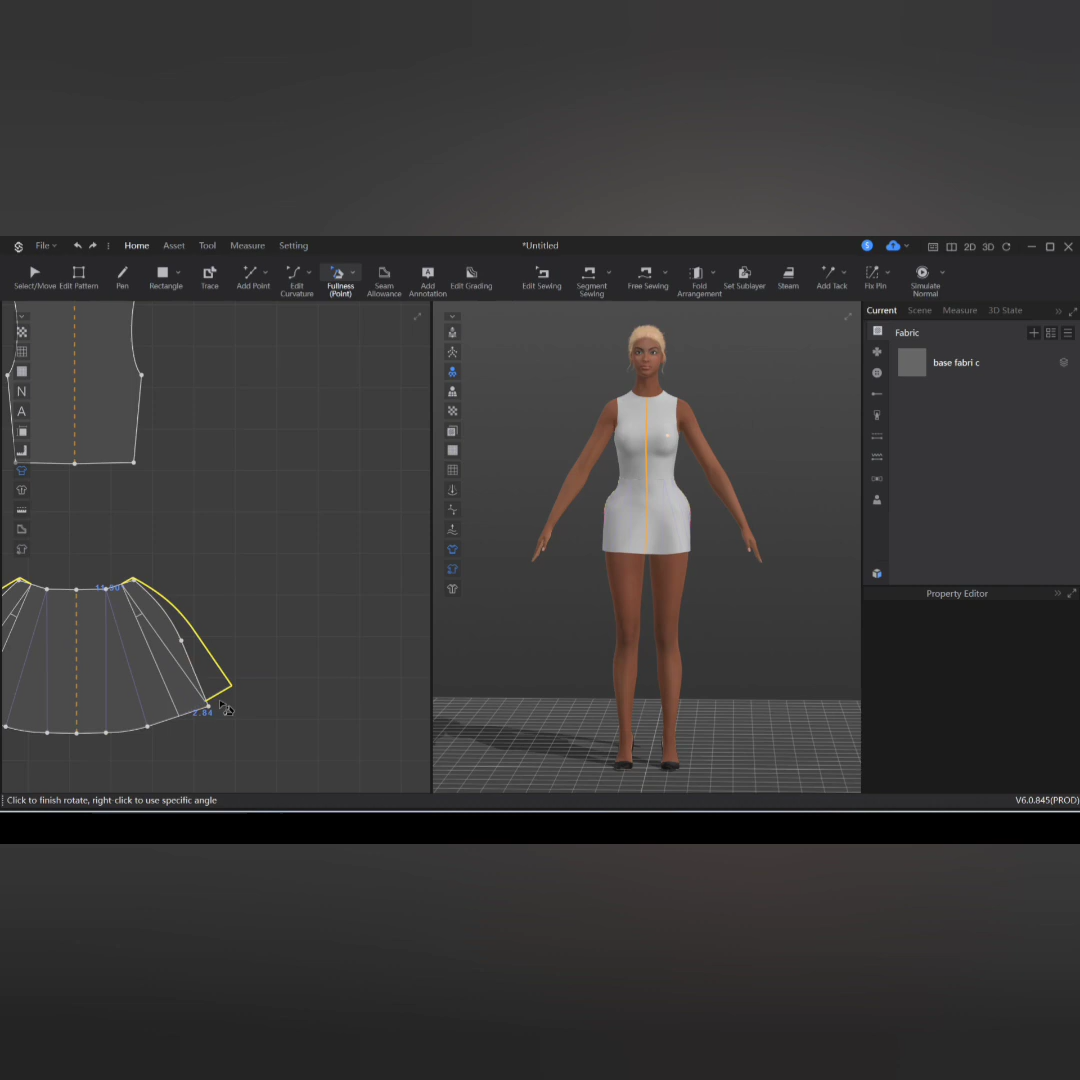 File Home Asset Tool Measure Setting *Untitled S 2D 3D
Select/Move Edit Pattern Pen Rectangle Trace Add Point Edit Curvature Fullness (Point) Seam Allowance Add Annotation Edit Grading Edit Sewing Segment Sewing Free Sewing Fold Arrangement Set Sublayer Steam Add Tack Fix Pin Simulate Normal
Current Scene Measure 3D State
Fabric
base fabri c
N
A
Property Editor
2.84
Click to finish rotate, right-click to use specific angle
V6.0.845(PROD)